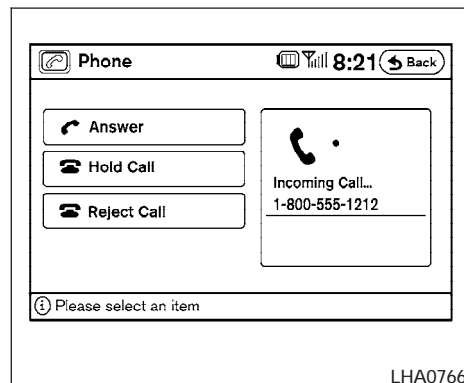 Phone 8:21 Back
Answer
Hold Call
Reject Call
Incoming Call...
1-800-555-1212
Please select an item
LHA0766